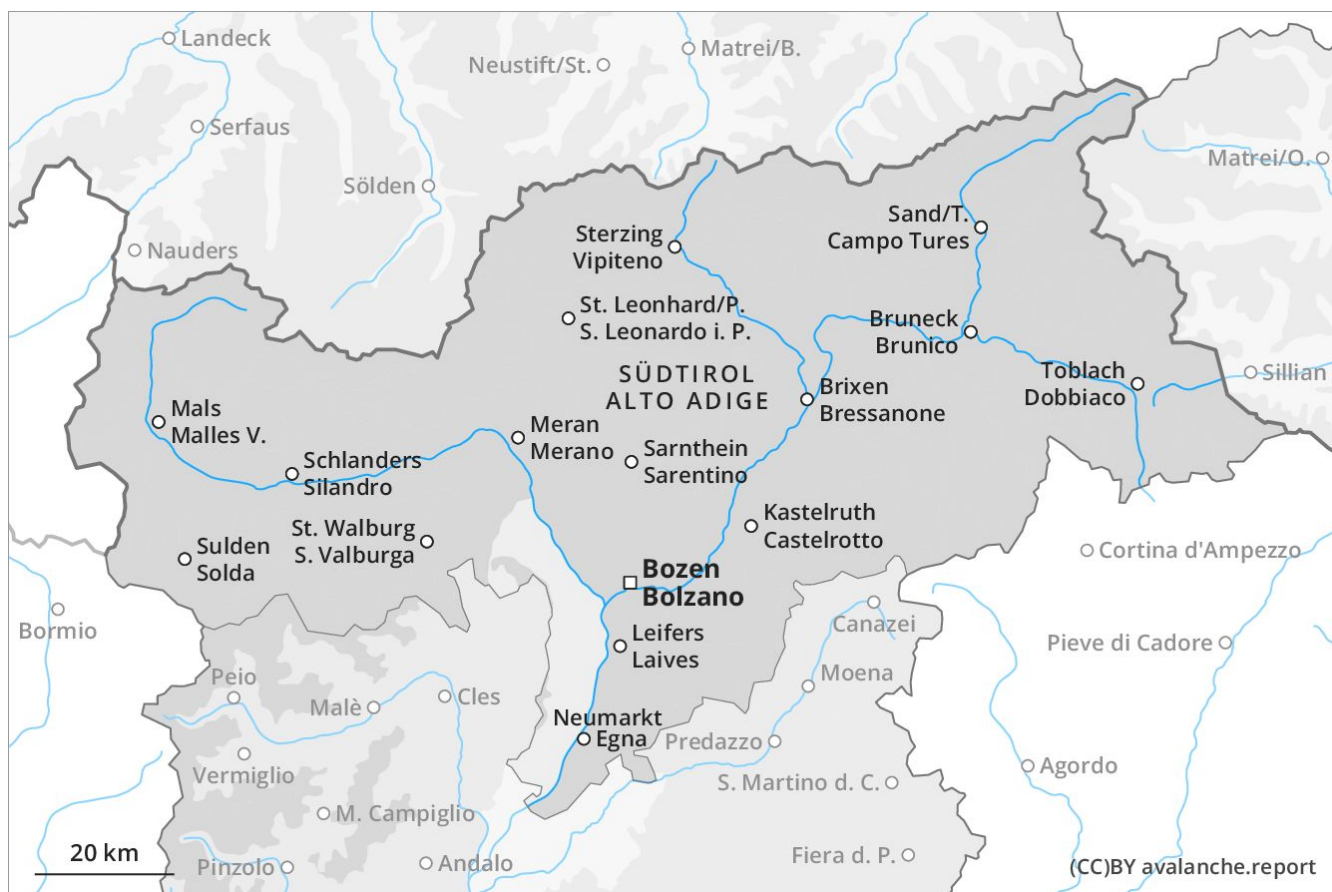 Landeck
Matrei/B.
Neustift/St.
Serfaus
Matrei/O.
Sölden
Sand/T.
Campo Tures
Nauders
Sterzing
Vipiteno
St. Leonhard/P.
S. Leonardo i. P.
Bruneck
Brunico
SÜDTIROL
ALTO ADIGE
Toblach
Dobbiaco
Sillian
Brixen
Bressanone
Mals
Malles V.
Meran
Merano
Sarnthein
Sarentino
Schlanders
Silandro
Kastelruth
Castelrotto
St. Walburg
S. Valburga
Sulden
Solda
Cortina d'Ampezzo
Bozen
Bolzano
Bormio
Canazei
Leifers
Laives
Pieve di Cadore
Moena
Peio
Malè
Cles
Neumarkt
Egna
Predazzo
Vermiglio
Agordo
S. Martino d. C.
M. Campiglio
20 km
Pinzolo
Andalo
Fiera d. P.
(CC)BY avalanche.report